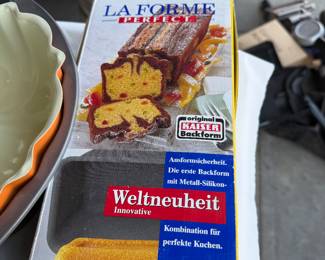 LA FORME
PERFECT
original
KAISER
Backform
Ausformsicherheit.
Die erste Backform
mit Metall-Silikon-
Weltneuheit
Innovative
Kombination für
perfekte Kuchen.